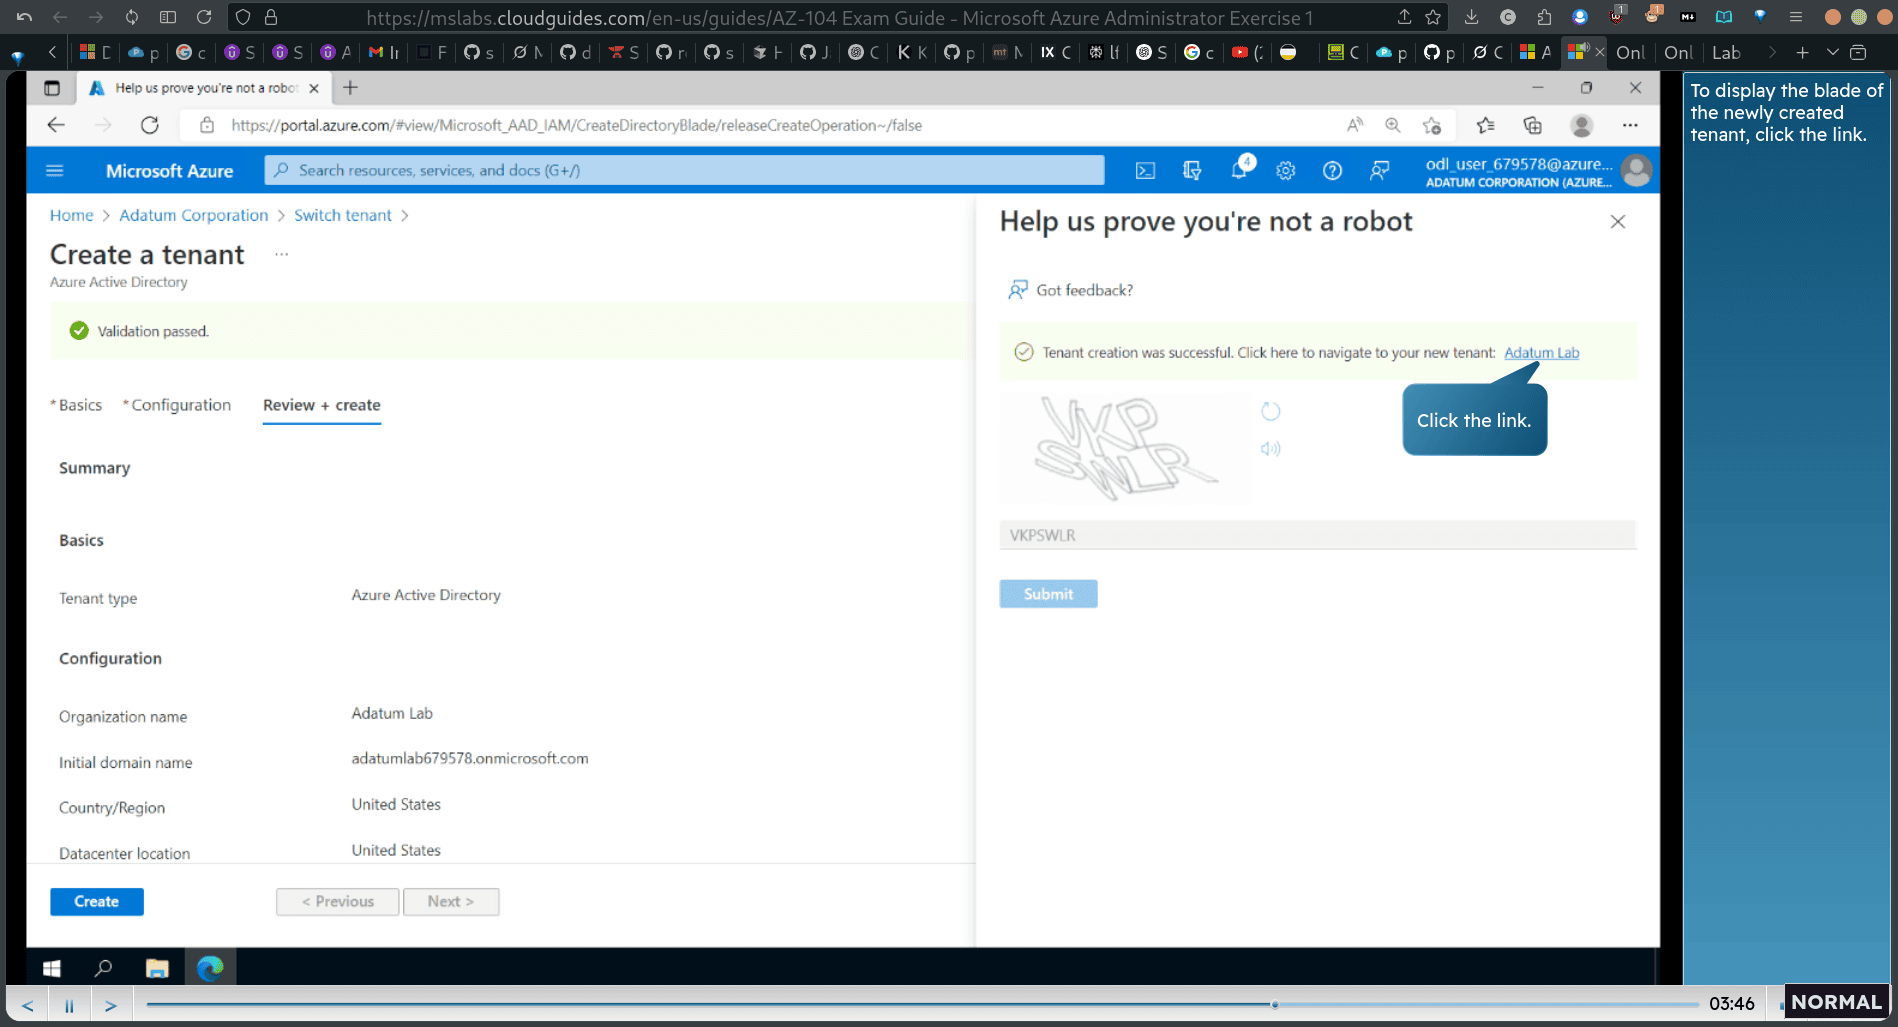 https://mslabs.cloudguides.com/en-us/guides/AZ-104 Exam Guide - Microsoft Azure Administrator Exercise 1
Onl
Onl
Lab
Help us prove you're not a robot
https://portal.azure.com/#view/Microsoft_AAD_IAM/CreateDirectoryBlade/releaseCreateOperation~/false
Microsoft Azure
Search resources, services, and docs (G+/)
4
odl_user_679578@azure...
ADATUM CORPORATION (AZURE...
Home > Adatum Corporation > Switch tenant >
Create a tenant ...
Azure Active Directory
Validation passed.
* Basics * Configuration Review + create
Summary
Basics
Tenant type Azure Active Directory
Configuration
Organization name Adatum Lab
Initial domain name adatumlab679578.onmicrosoft.com
Country/Region United States
Datacenter location United States
Create < Previous Next >
Help us prove you're not a robot
Got feedback?
Tenant creation was successful. Click here to navigate to your new tenant: Adatum Lab
Click the link.
VKP
SWLR
VKPSWLR
Submit
To display the blade of
the newly created
tenant, click the link.
03:46
NORMAL